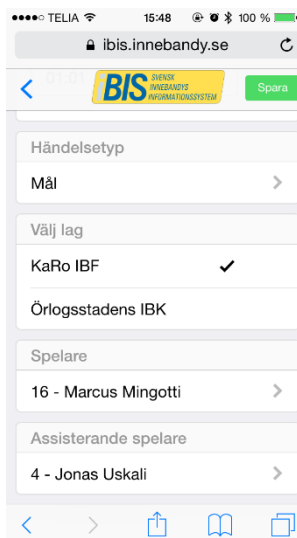 TELIA 15:48 100 %
ibis.innebandy.se
BIS SVENSK INNEBANDYS INFORMATIONSSYSTEM
Spara
Händelsetyp
Mål
Välj lag
KaRo IBF
Örlogsstadens IBK
Spelare
16 - Marcus Mingotti
Assisterande spelare
4 - Jonas Uskali